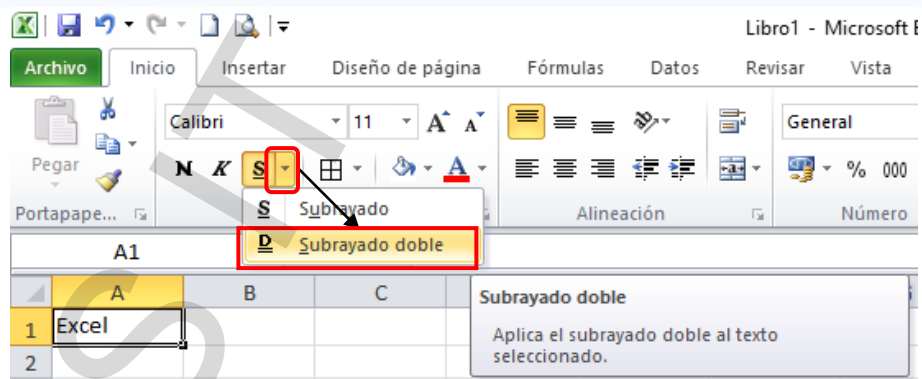 Libro1 - Microsoft E
Archivo Inicio Insertar Diseño de página Fórmulas Datos Revisar Vista
Calibri 11 A A General
Pegar N K S A % 000
Portapape... Alineación Número
S Subrayado
D Subrayado doble
A1
A B C
Subrayado doble
1 Excel
Aplica el subrayado doble al texto
seleccionado.
2